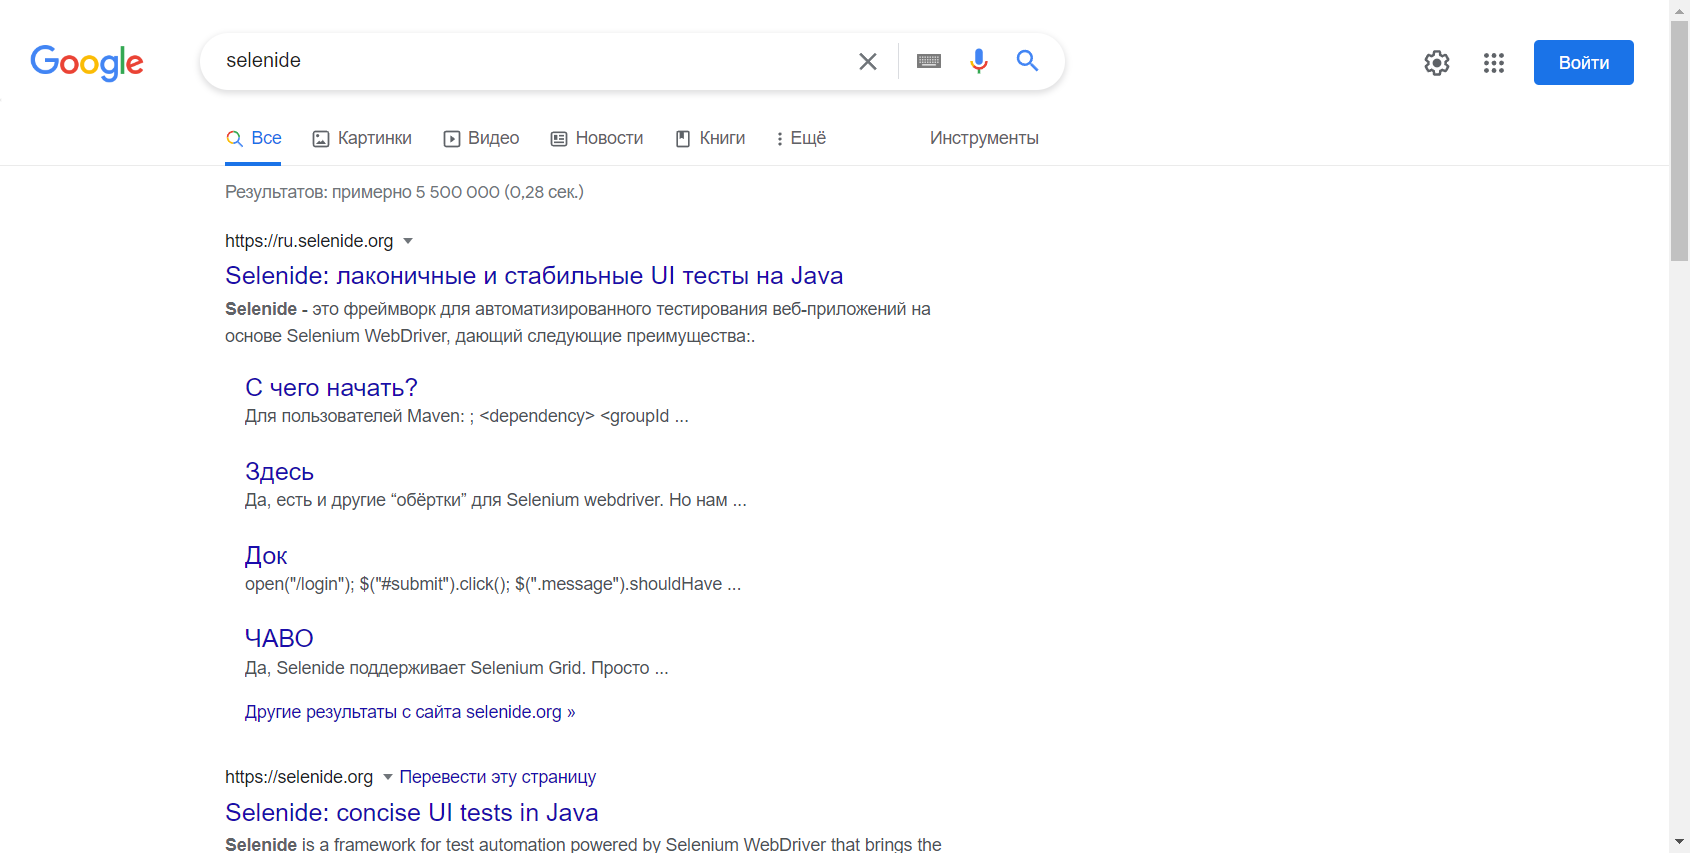 Google
selenide
Войти
Все Картинки Видео Новости Книги Ещё Инструменты
Результатов: примерно 5 500 000 (0,28 сек.)
https://ru.selenide.org
Selenide: лаконичные и стабильные UI тесты на Java
Selenide - это фреймворк для автоматизированного тестирования веб-приложений на
основе Selenium WebDriver, дающий следующие преимущества:.
С чего начать?
Для пользователей Maven: ; <dependency> <groupId ...
Здесь
Да, есть и другие “обёртки” для Selenium webdriver. Но нам ...
Док
open("/login"); $("#submit").click(); $(".message").shouldHave ...
ЧАВО
Да, Selenide поддерживает Selenium Grid. Просто ...
Другие результаты с сайта selenide.org »
https://selenide.org Перевести эту страницу
Selenide: concise UI tests in Java
Selenide is a framework for test automation powered by Selenium WebDriver that brings the